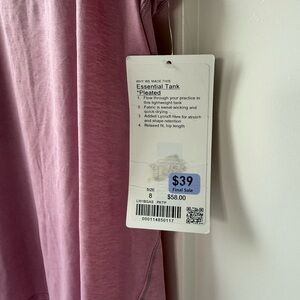 WHY WE MADE THIS
Essential Tank
*Pleated
1. Flow through your practice in
this lightweight tank
2. Fabric is sweat-wicking and
quick-drying
3. Added Lycra® fibre for stretch
and shape retention
4. Relaxed fit, hip length
$39
Final Sale
SIZE
8
$58.00
000114850117